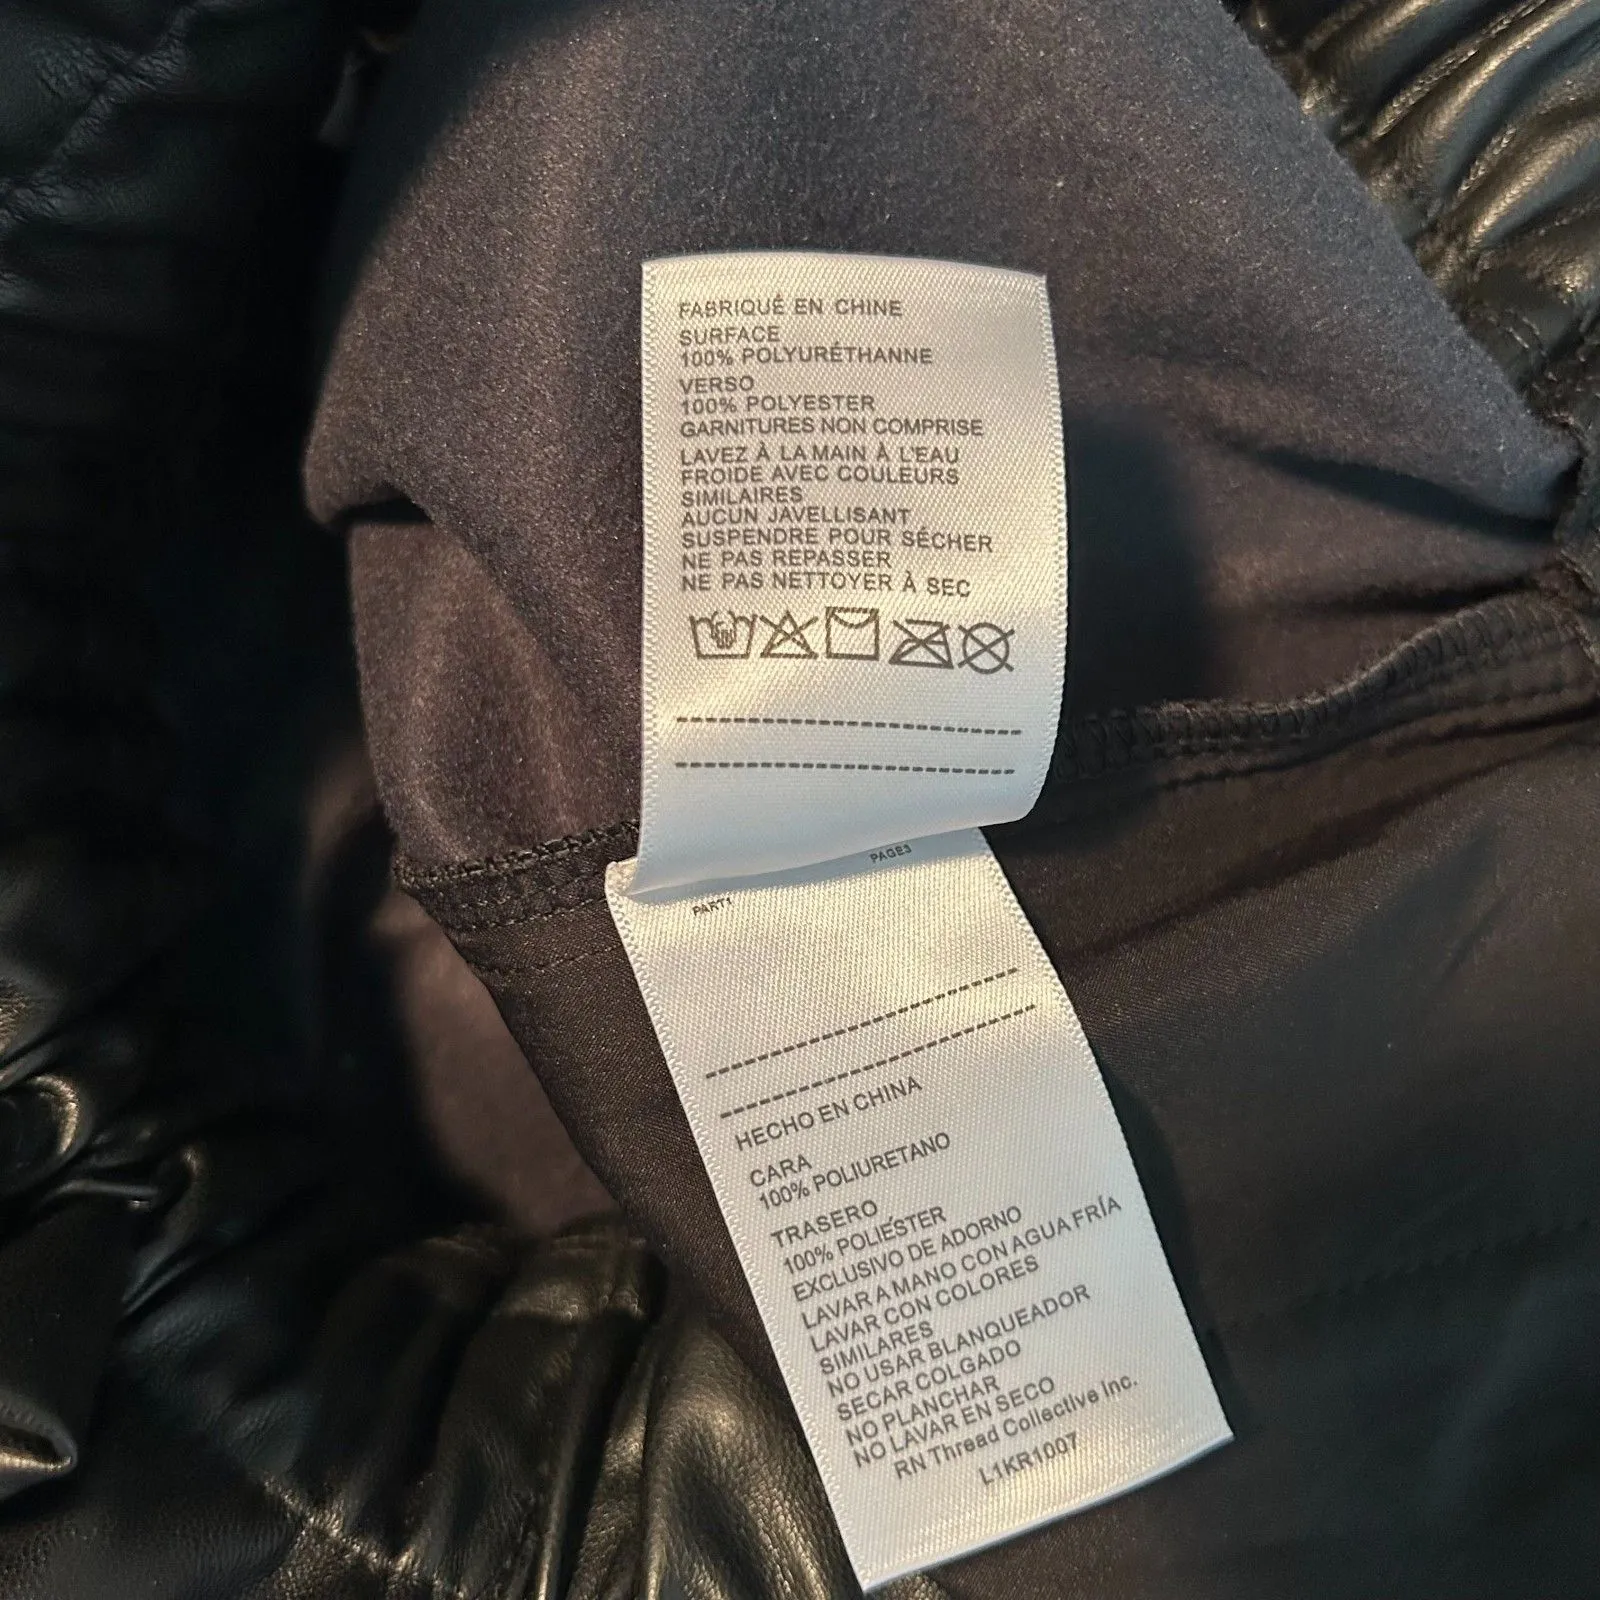 FABRIQUÉ EN CHINE
SURFACE
100% POLYURÉTHANNE
VERSO
100% POLYESTER
GARNITURES NON COMPRISE
LAVEZ À LA MAIN À L'EAU
FROIDE AVEC COULEURS
SIMILAIRES
AUCUN JAVELLISANT
SUSPENDRE POUR SÉCHER
NE PAS REPASSER
NE PAS NETTOYER À SEC
PAGE3
PART1
HECHO EN CHINA
CARA
100% POLIURETANO
TRASERO
100% POLIÉSTER
EXCLUSIVO DE ADORNO
LAVAR A MANO CON AGUA FRÍA
LAVAR CON COLORES
SIMILARES
NO USAR BLANQUEADOR
SECAR COLGADO
NO PLANCHAR
NO LAVAR EN SECO
RN Thread Collective Inc.
L1KR1007